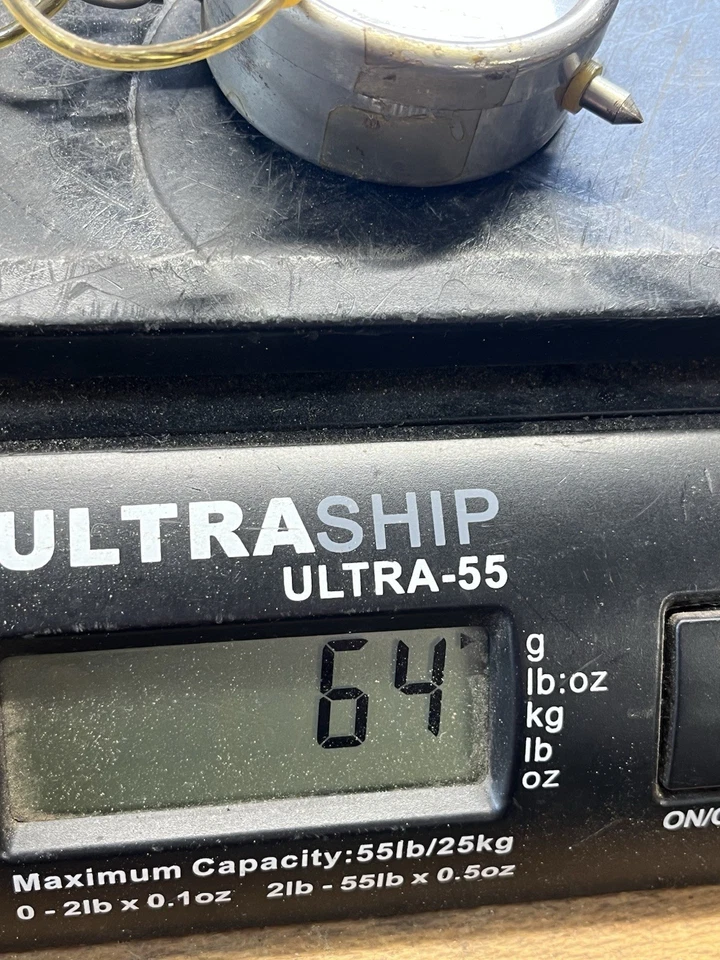 ULTRASHIP
ULTRA-55
64
g
lb:oz
kg
lb
oz
Maximum Capacity:55lb/25kg
0 - 2lb x 0.1oz 2lb - 55lb x 0.5oz